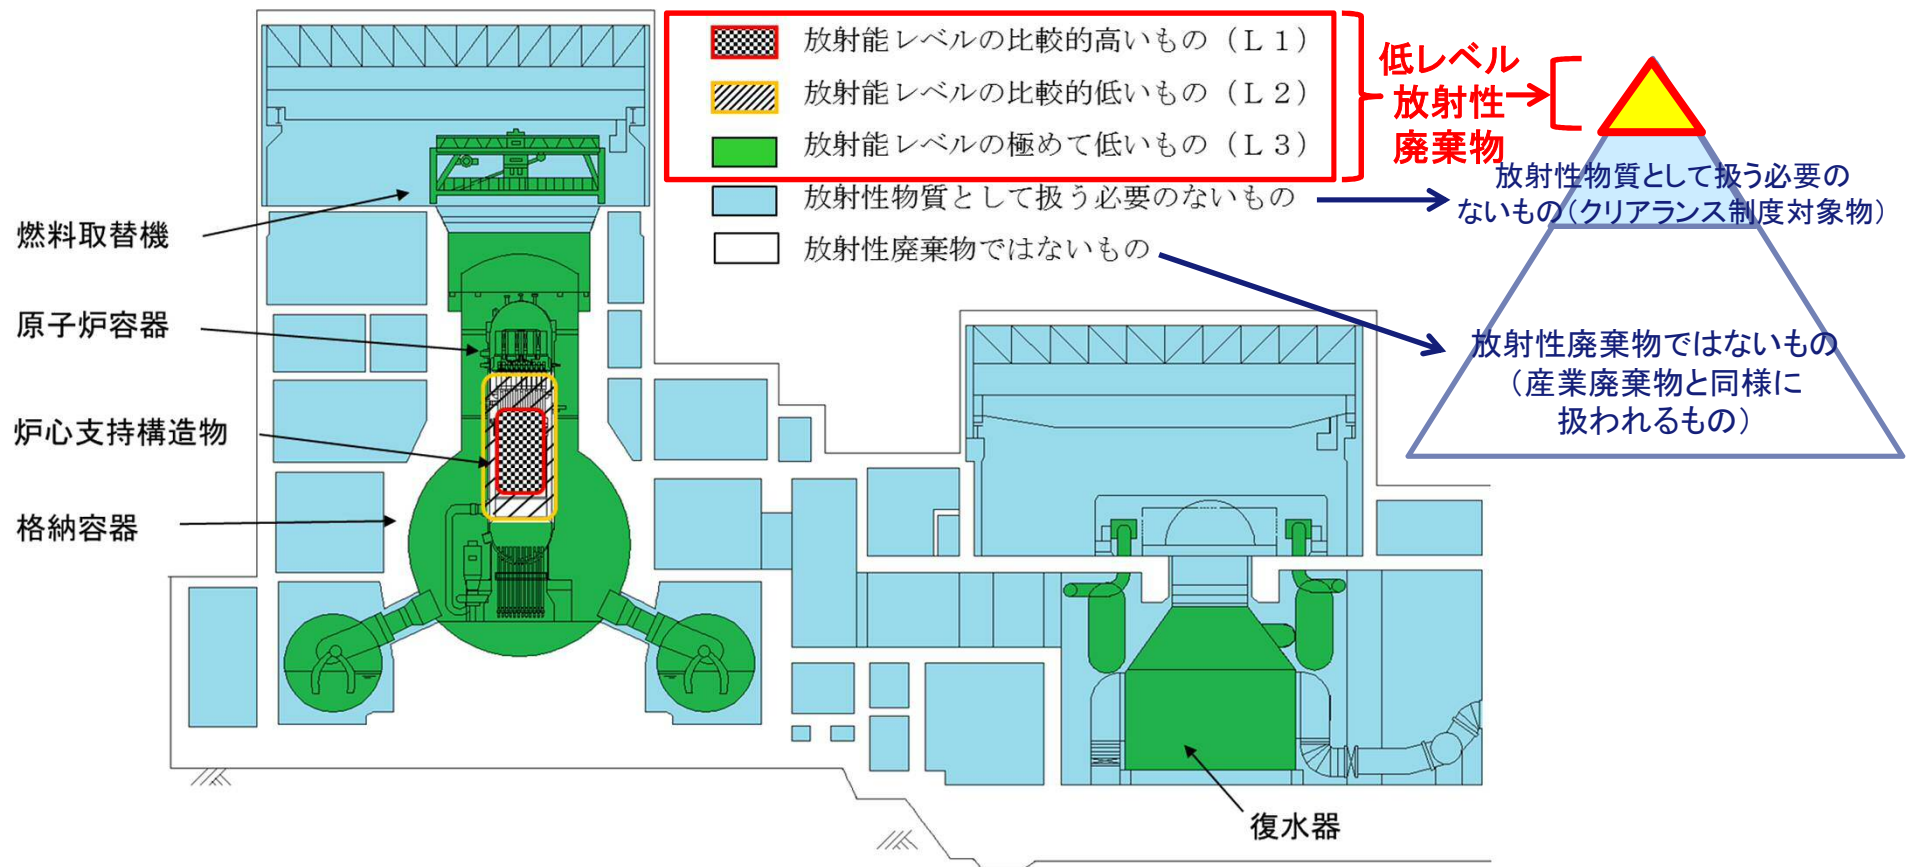 放射能レベルの比較的高いもの（Ｌ１）
放射能レベルの比較的低いもの（Ｌ２）
放射能レベルの極めて低いもの（Ｌ３）
放射性物質として扱う必要のないもの
放射性廃棄物ではないもの
低レベル
放射性
廃棄物
放射性物質として扱う必要の
ないもの（クリアランス制度対象物）
放射性廃棄物ではないもの
（産業廃棄物と同様に
扱われるもの）
燃料取替機
原子炉容器
炉心支持構造物
格納容器
復水器